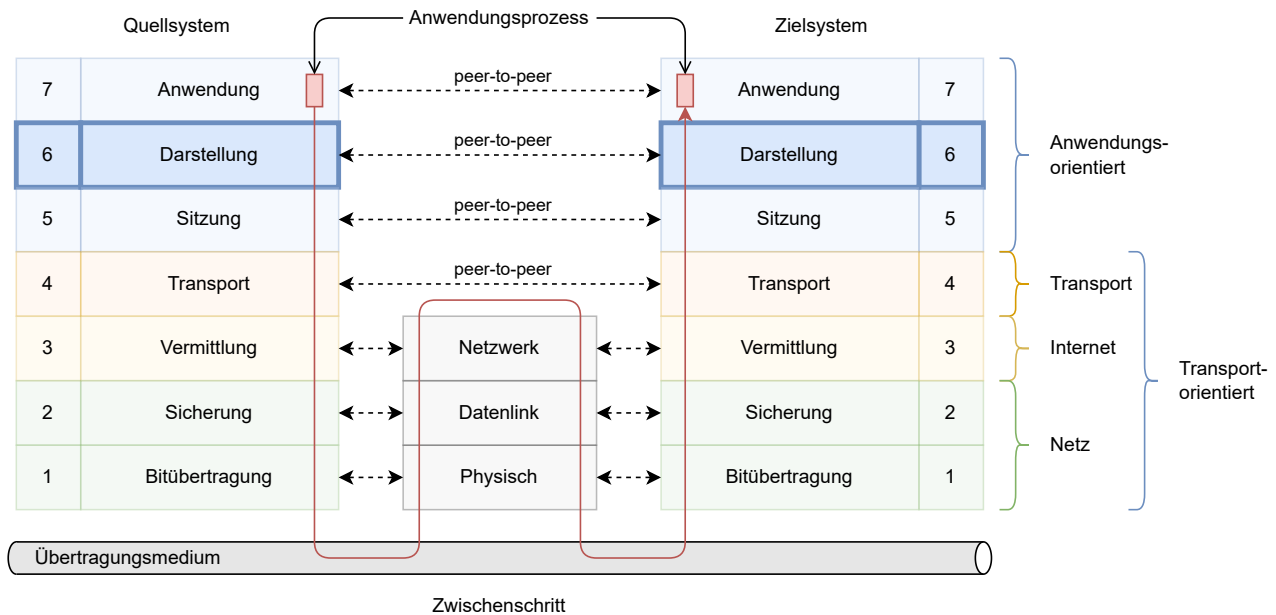 Quellsystem
Anwendungsprozess
Zielsystem
7
Anwendung
peer-to-peer
Anwendung
7
6
Darstellung
peer-to-peer
Darstellung
6
Anwendungs-
orientiert
5
Sitzung
peer-to-peer
Sitzung
5
4
Transport
peer-to-peer
Transport
4
Transport
3
Vermittlung
Netzwerk
Vermittlung
3
Internet
Transport-
orientiert
2
Sicherung
Datenlink
Sicherung
2
Netz
1
Bitübertragung
Physisch
Bitübertragung
1
Übertragungsmedium
Zwischenschritt